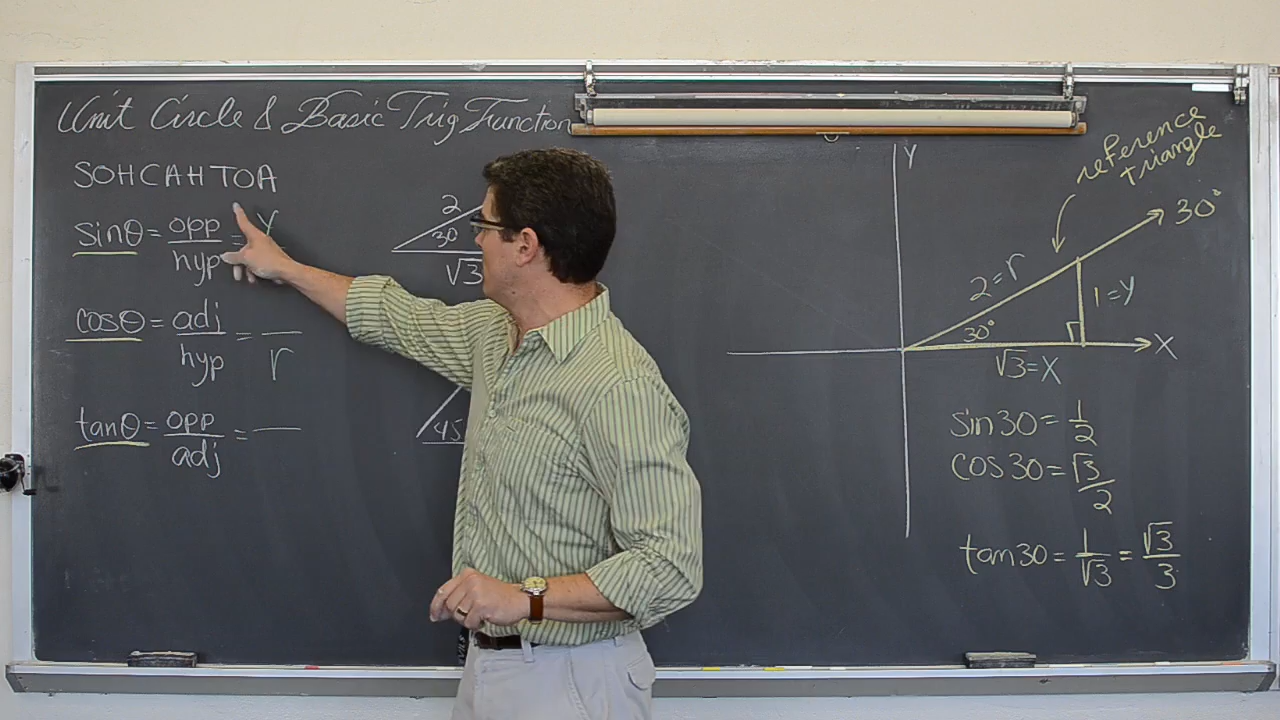 Unit Circle & Basic Trig Function
SOHCAHTOA
sinθ = opp/hyp = y
cosθ = adj/hyp = /r
tanθ = opp/adj =
2
30
√3
45
Y
reference
triangle
30°
2=r
1=y
30°
X
√3=X
sin30 = 1/2
cos30 = √3/2
tan30 = 1/√3 = √3/3